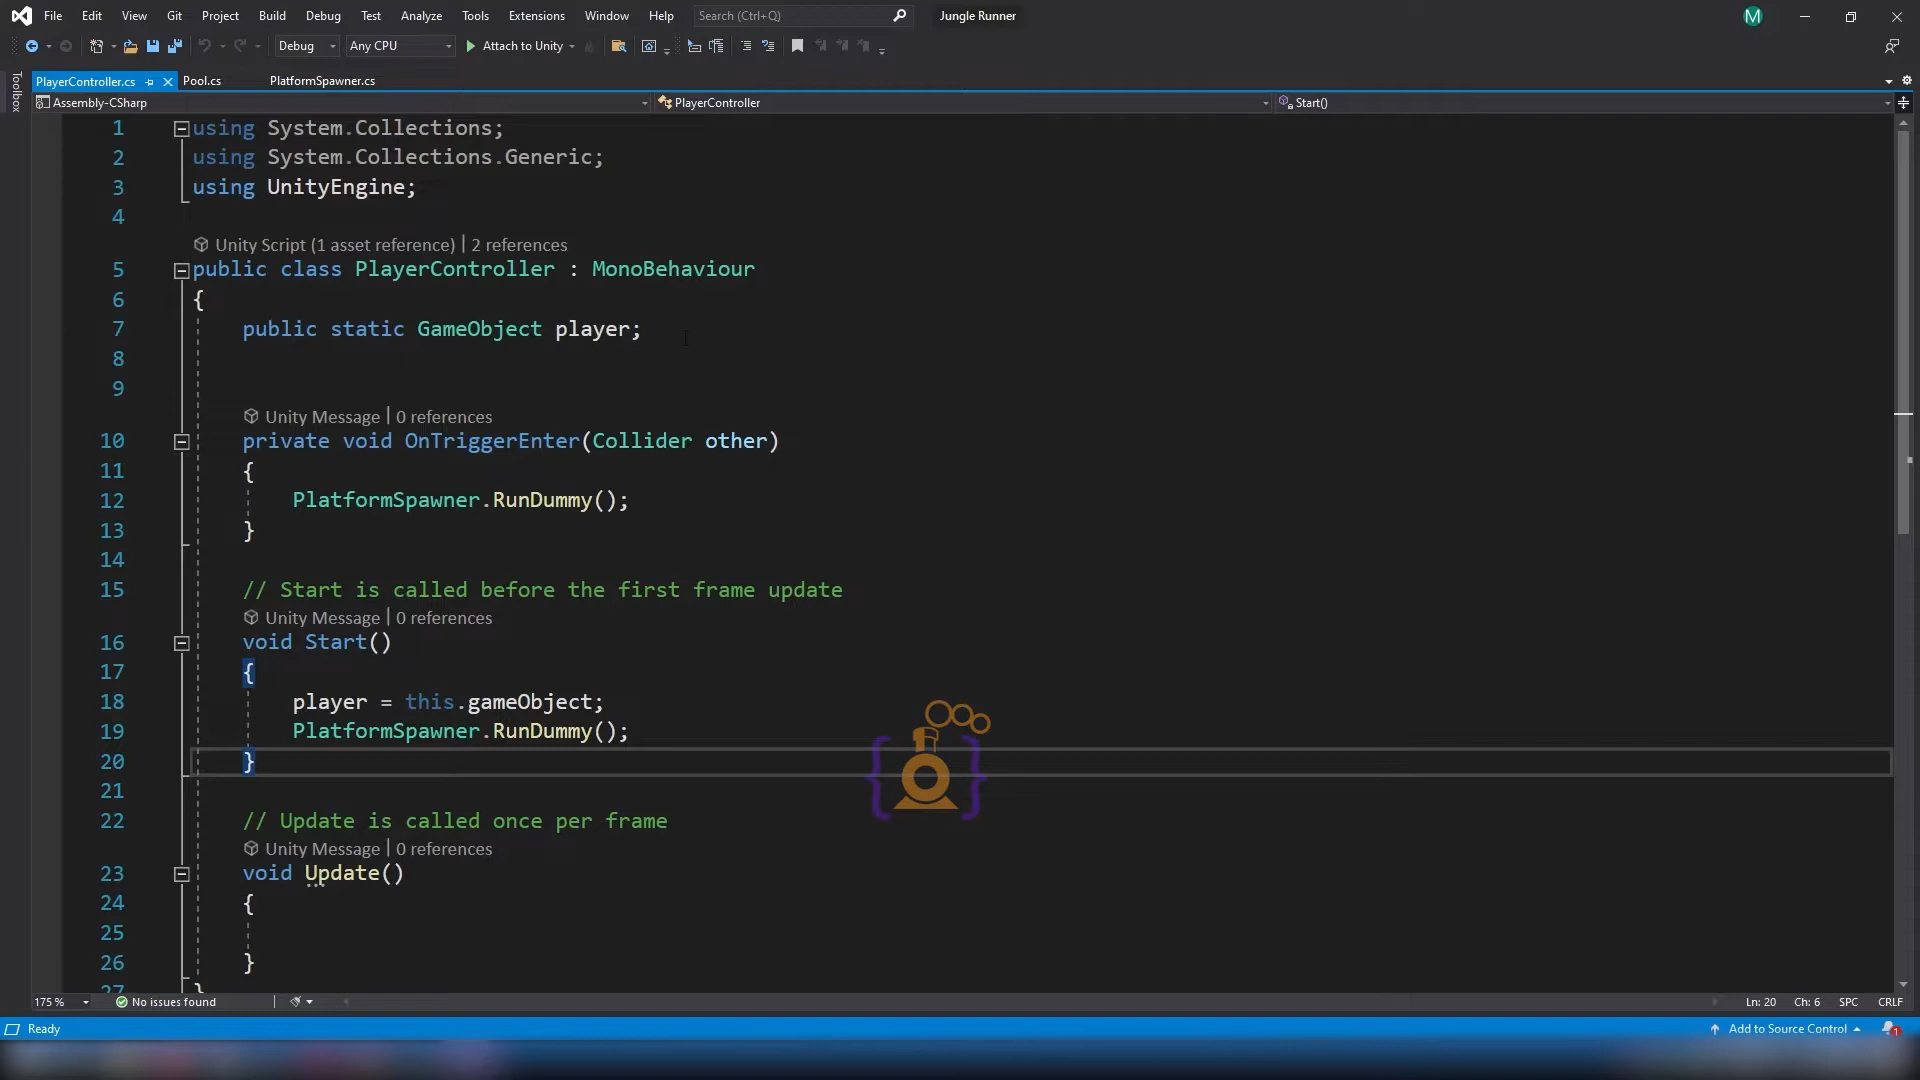 File Edit View Git Project Build Debug Test Analyze Tools Extensions Window Help Search (Ctrl+Q) Jungle Runner M
Debug Any CPU Attach to Unity
Toolbox
PlayerController.cs Pool.cs PlatformSpawner.cs
Assembly-CSharp PlayerController Start()
1 using System.Collections;
2 using System.Collections.Generic;
3 using UnityEngine;
4
Unity Script (1 asset reference) | 2 references
5 public class PlayerController : MonoBehaviour
6 {
7 public static GameObject player;
8
9
Unity Message | 0 references
10 private void OnTriggerEnter(Collider other)
11 {
12 PlatformSpawner.RunDummy();
13 }
14
15 // Start is called before the first frame update
Unity Message | 0 references
16 void Start()
17 {
18 player = this.gameObject;
19 PlatformSpawner.RunDummy();
20 }
21
22 // Update is called once per frame
Unity Message | 0 references
23 void Update()
24 {
25
26 }
27 }
175 % No issues found Ln: 20 Ch: 6 SPC CRLF
Ready Add to Source Control 1